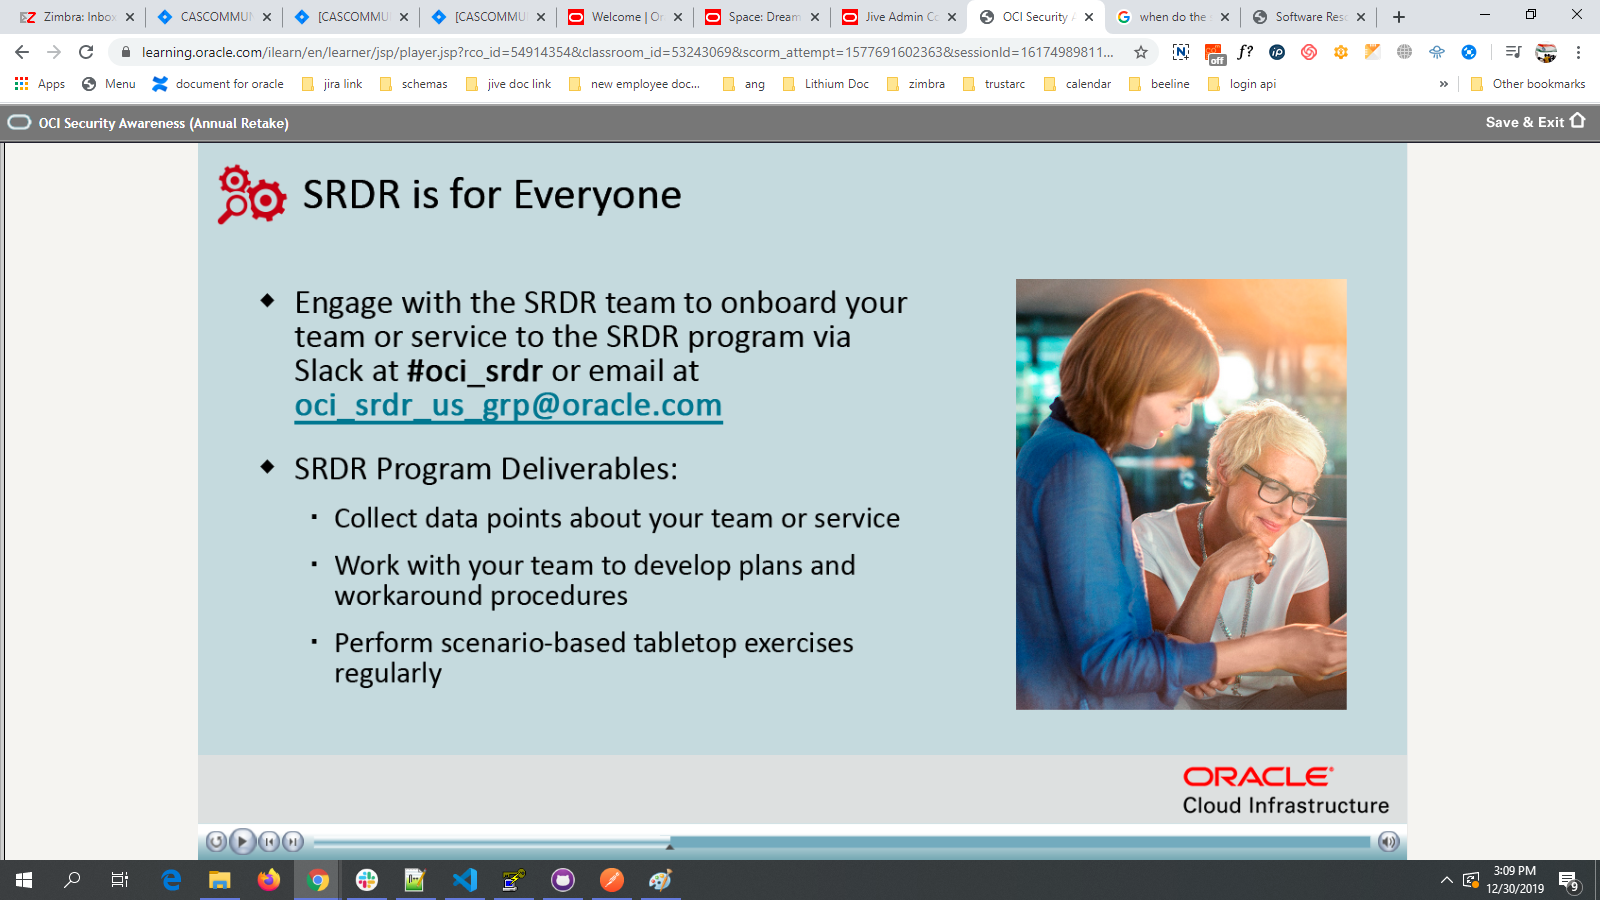 Zimbra: Inbox
CASCOMMUN
[CASCOMMU
[CASCOMMU
Welcome | Or
Space: Dream
Jive Admin Co
OCI Security A
when do the
Software Reso
learning.oracle.com/ilearn/en/learner/jsp/player.jsp?rco_id=54914354&classroom_id=53243069&scorm_attempt=1577691602363&sessionId=16174989811...
off
f?
Apps
Menu
document for oracle
jira link
schemas
jive doc link
new employee doc...
ang
Lithium Doc
zimbra
trustarc
calendar
beeline
login api
»
Other bookmarks
OCI Security Awareness (Annual Retake)
Save & Exit
SRDR is for Everyone
Engage with the SRDR team to onboard your
team or service to the SRDR program via
Slack at #oci_srdr or email at
oci_srdr_us_grp@oracle.com
SRDR Program Deliverables:
Collect data points about your team or service
Work with your team to develop plans and
workaround procedures
Perform scenario-based tabletop exercises
regularly
ORACLE
Cloud Infrastructure
3:09 PM
12/30/2019
9